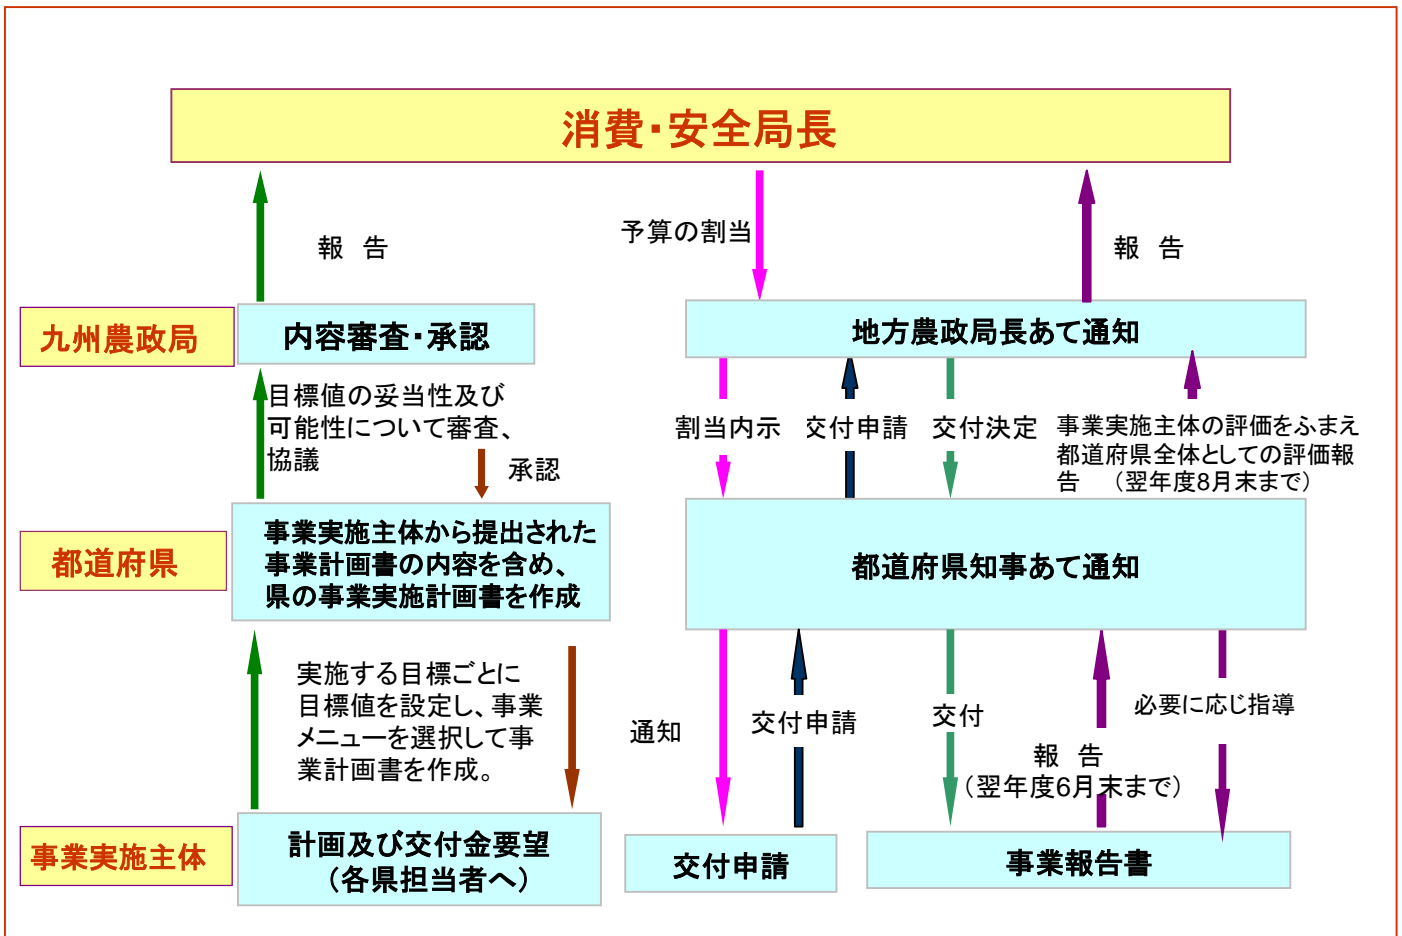 消費・安全局長
報　告
予算の割当
報　告
九州農政局
内容審査・承認
地方農政局長あて通知
目標値の妥当性及び
可能性について審査、
協議
承認
割当内示
交付申請
交付決定
事業実施主体の評価をふまえ
都道府県全体としての評価報
告　（翌年度8月末まで）
都道府県
事業実施主体から提出された
事業計画書の内容を含め、
県の事業実施計画書を作成
都道府県知事あて通知
実施する目標ごとに
目標値を設定し、事業
メニューを選択して事
業計画書を作成。
通知
交付申請
交付
必要に応じ指導
報　告
（翌年度6月末まで）
事業実施主体
計画及び交付金要望
（各県担当者へ）
交付申請
事業報告書